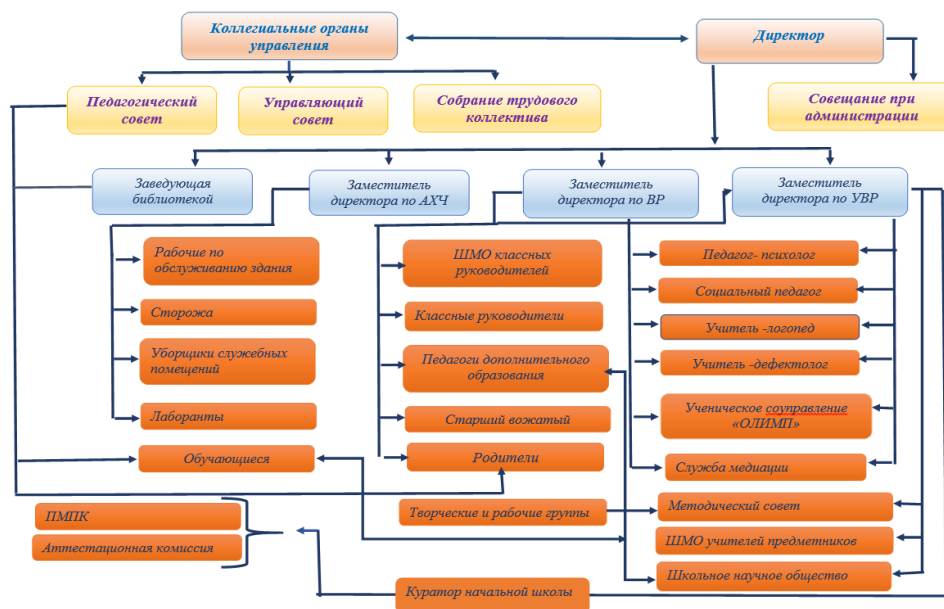 Коллегиальные органы
управления
Директор
Педагогический
совет
Управляющий
совет
Собрание трудового
коллектива
Совещание при
администрации
Заведующая
библиотекой
Заместитель
директора по АХЧ
Заместитель
директора по ВР
Заместитель
директора по УВР
Рабочие по
обслуживанию здания
Сторожа
Уборщики служебных
помещений
Лаборанты
Обучающиеся
ШМО классных
руководителей
Классные руководители
Педагоги дополнительного
образования
Старший вожатый
Родители
Педагог- психолог
Социальный педагог
Учитель -логопед
Учитель -дефектолог
Ученическое соуправление
«ОЛИМП»
Служба медиации
Творческие и рабочие группы
Методический совет
ШМО учителей предметников
Школьное научное общество
ПМПК
Аттестационная комиссия
Куратор начальной школы